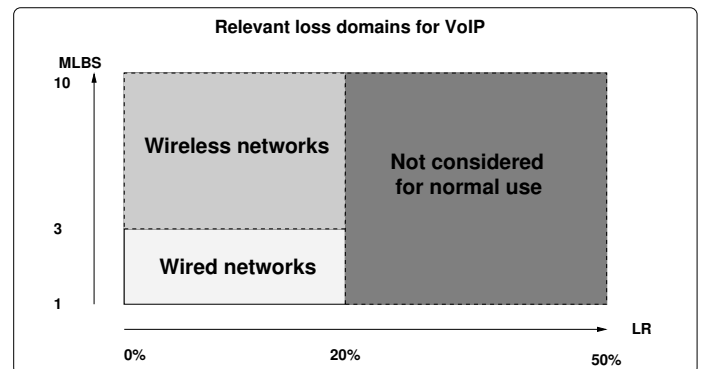 Relevant loss domains for VoIP
MLBS
10
Wireless networks
Not considered
for normal use
3
Wired networks
1
LR
0%
20%
50%